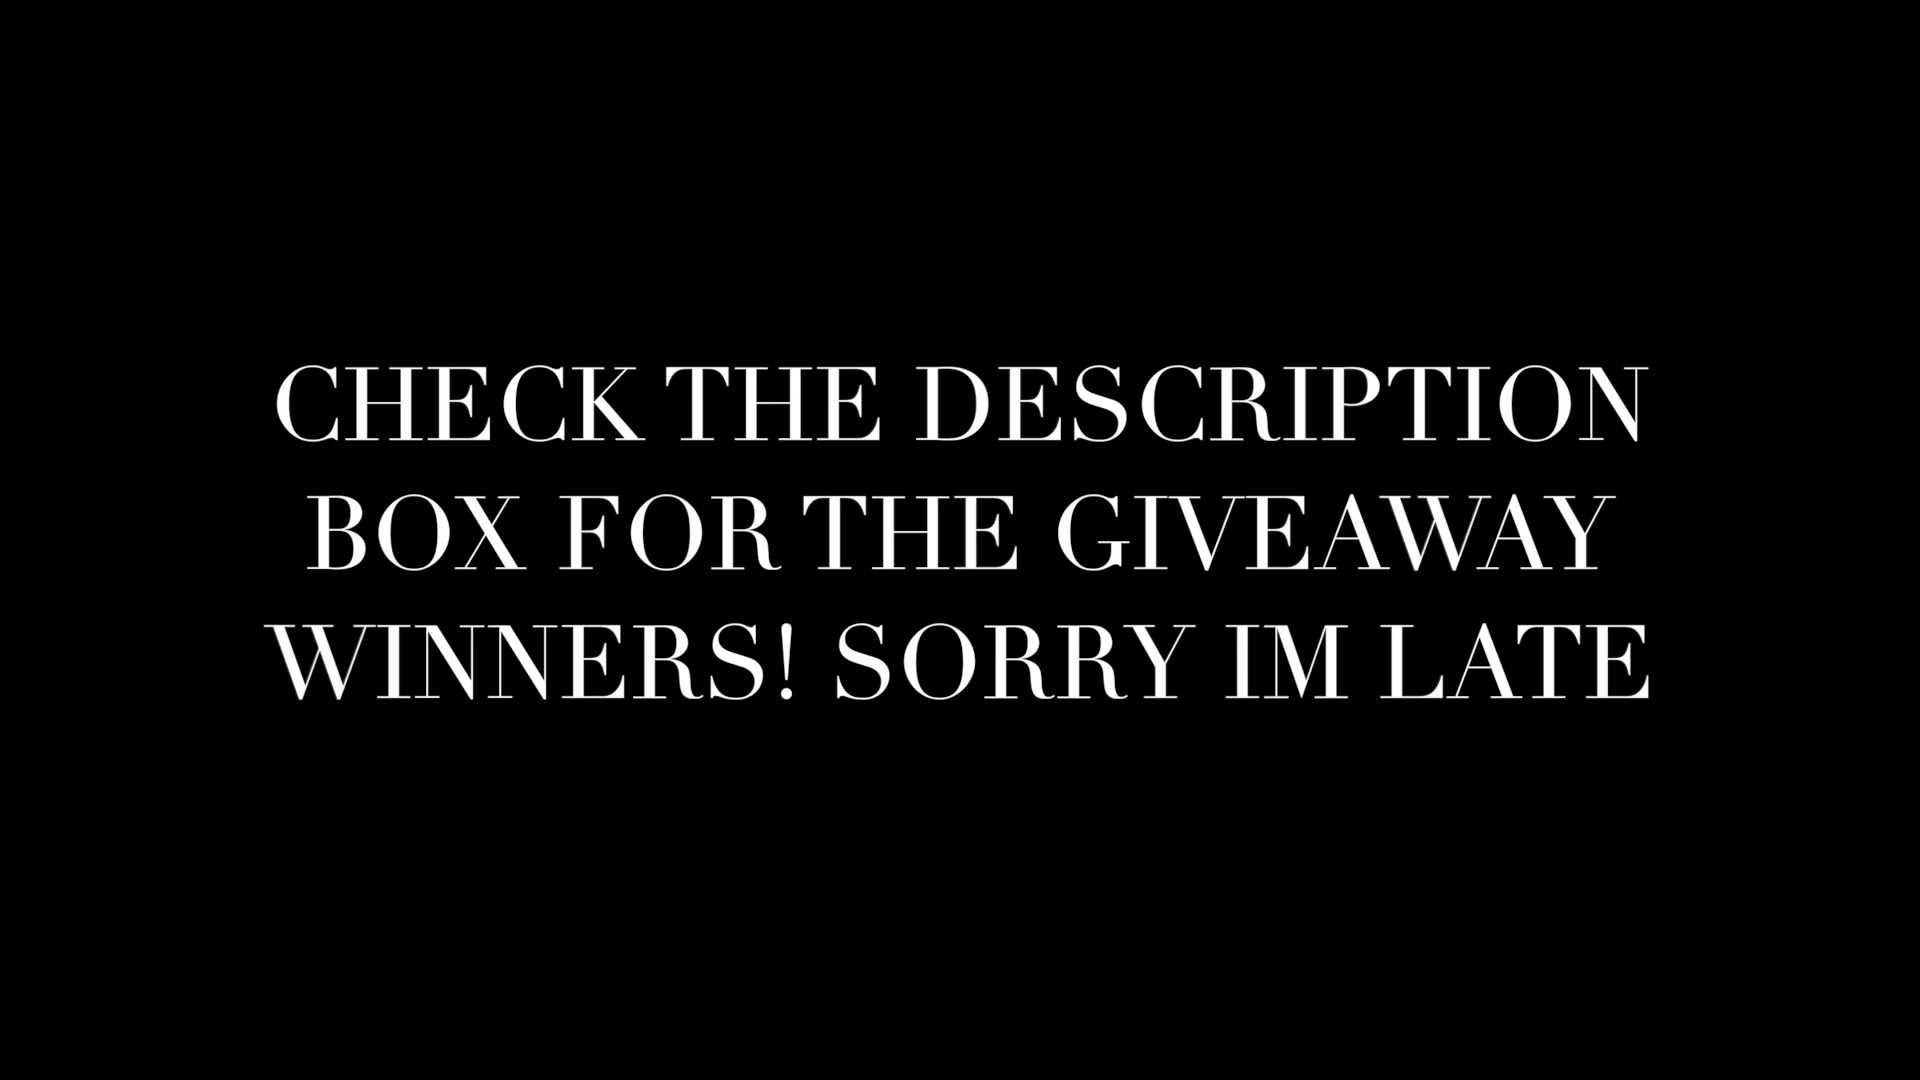 CHECK THE DESCRIPTION
BOX FOR THE GIVEAWAY
WINNERS! SORRY IM LATE